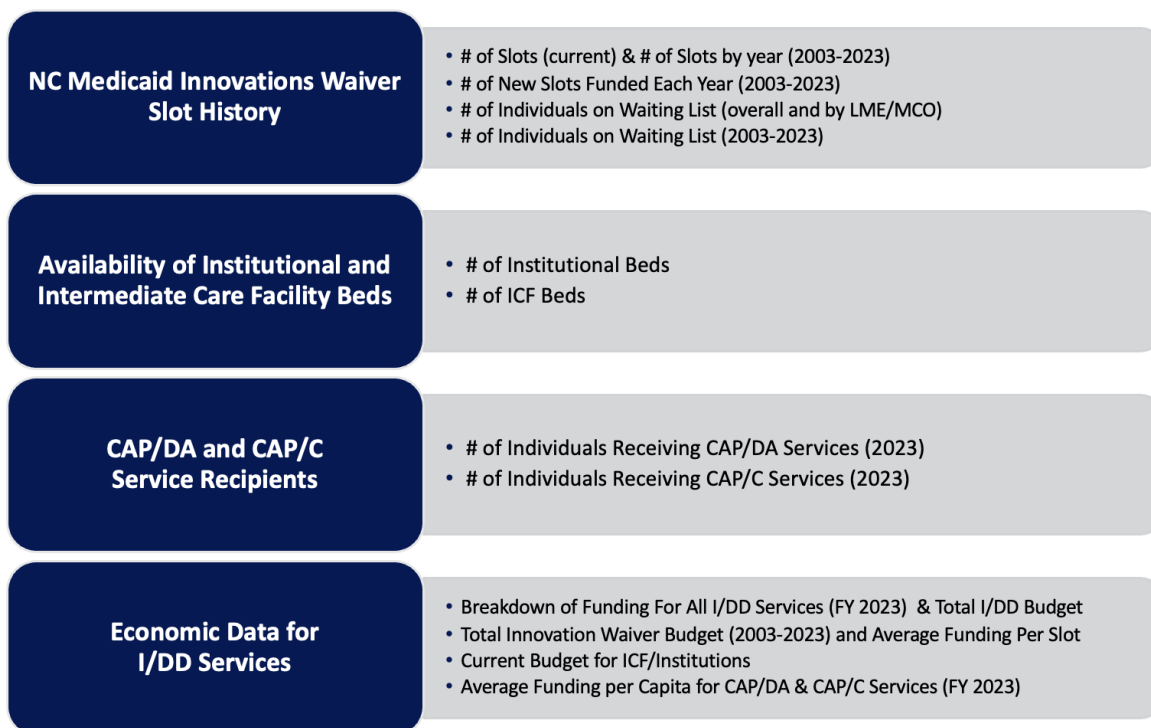 NC Medicaid Innovations Waiver
Slot History
• # of Slots (current) & # of Slots by year (2003-2023)
• # of New Slots Funded Each Year (2003-2023)
• # of Individuals on Waiting List (overall and by LME/MCO)
• # of Individuals on Waiting List (2003-2023)
Availability of Institutional and
Intermediate Care Facility Beds
• # of Institutional Beds
• # of ICF Beds
CAP/DA and CAP/C
Service Recipients
• # of Individuals Receiving CAP/DA Services (2023)
• # of Individuals Receiving CAP/C Services (2023)
Economic Data for
I/DD Services
• Breakdown of Funding For All I/DD Services (FY 2023) & Total I/DD Budget
• Total Innovation Waiver Budget (2003-2023) and Average Funding Per Slot
• Current Budget for ICF/Institutions
• Average Funding per Capita for CAP/DA & CAP/C Services (FY 2023)